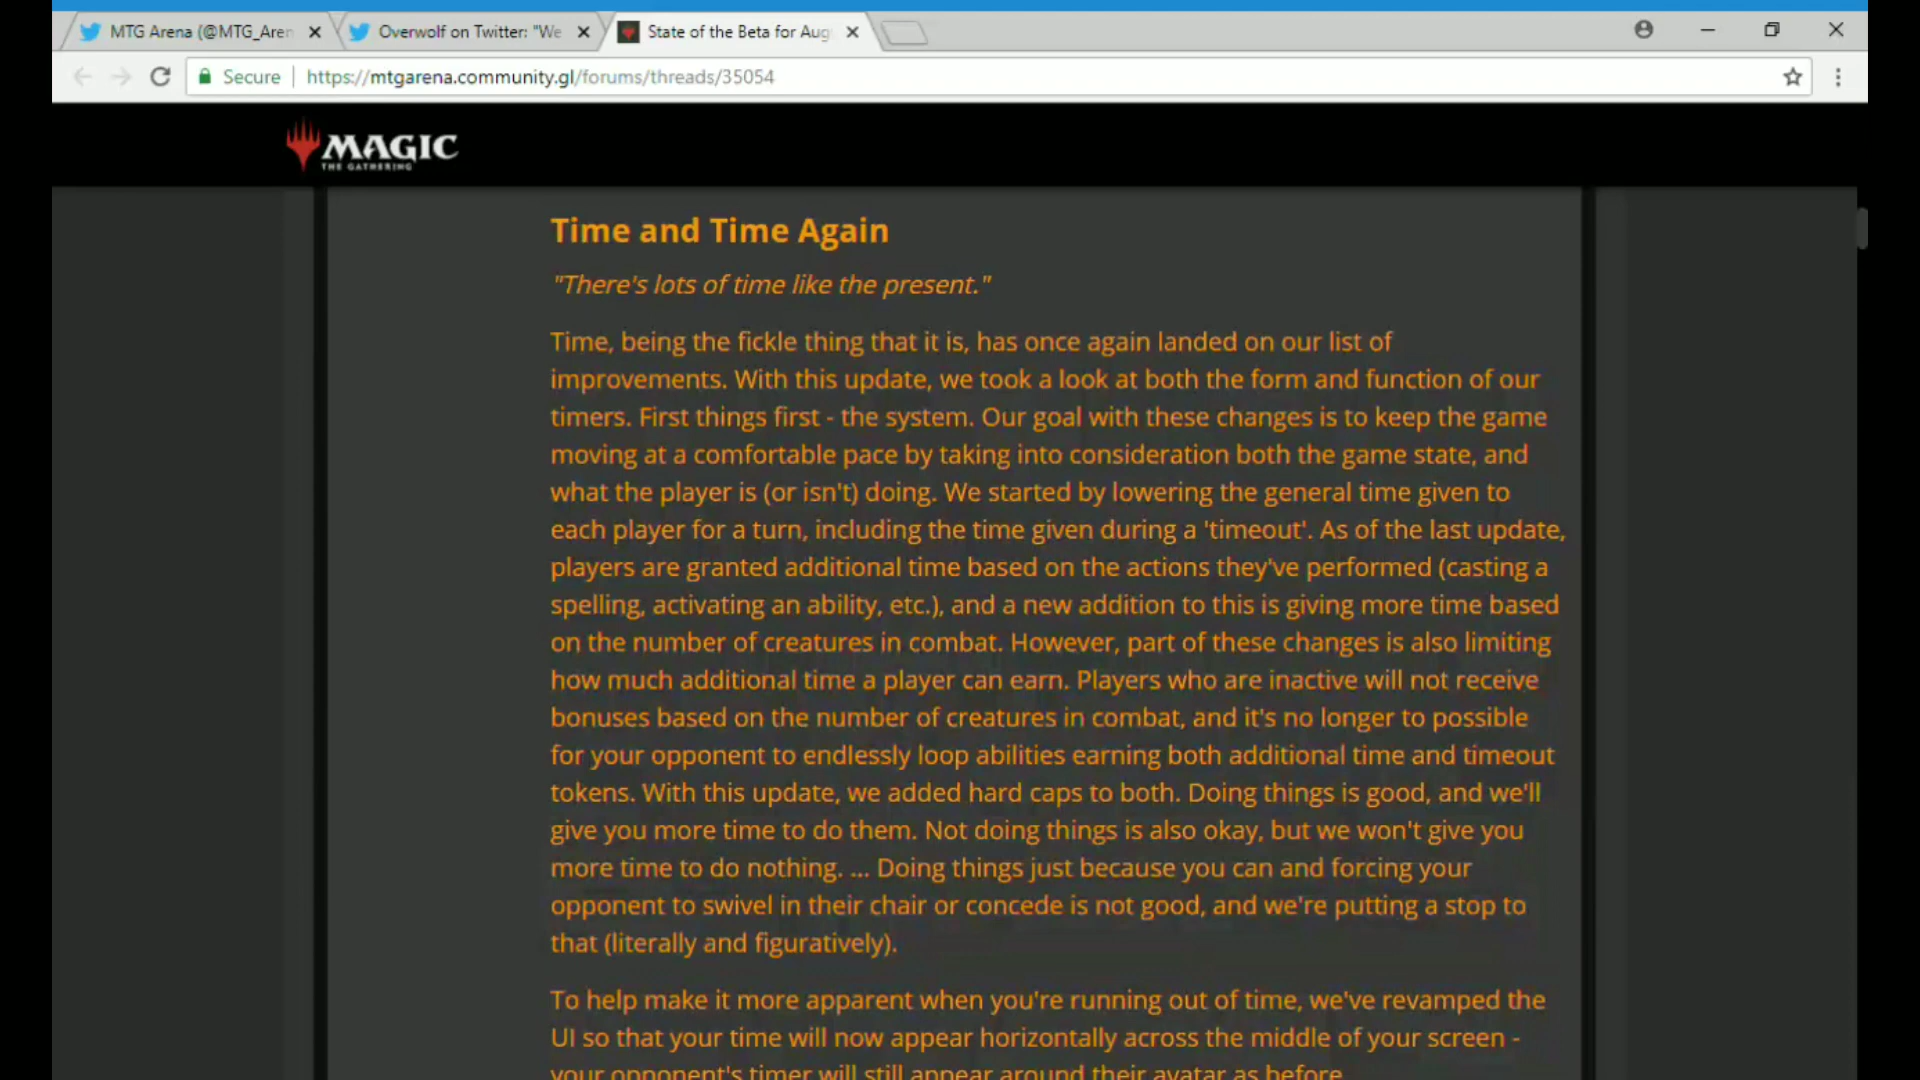 MTG Arena (@MTG_Aren
Overwolf on Twitter: "We
State of the Beta for Aug
Secure
https://mtgarena.community.gl/forums/threads/35054
MAGIC
THE GATHERING
Time and Time Again
"There's lots of time like the present."
Time, being the fickle thing that it is, has once again landed on our list of
improvements. With this update, we took a look at both the form and function of our
timers. First things first - the system. Our goal with these changes is to keep the game
moving at a comfortable pace by taking into consideration both the game state, and
what the player is (or isn't) doing. We started by lowering the general time given to
each player for a turn, including the time given during a 'timeout'. As of the last update,
players are granted additional time based on the actions they've performed (casting a
spelling, activating an ability, etc.), and a new addition to this is giving more time based
on the number of creatures in combat. However, part of these changes is also limiting
how much additional time a player can earn. Players who are inactive will not receive
bonuses based on the number of creatures in combat, and it's no longer to possible
for your opponent to endlessly loop abilities earning both additional time and timeout
tokens. With this update, we added hard caps to both. Doing things is good, and we'll
give you more time to do them. Not doing things is also okay, but we won't give you
more time to do nothing. ... Doing things just because you can and forcing your
opponent to swivel in their chair or concede is not good, and we're putting a stop to
that (literally and figuratively).
To help make it more apparent when you're running out of time, we've revamped the
UI so that your time will now appear horizontally across the middle of your screen -
your opponent's timer will still appear around their avatar as before.